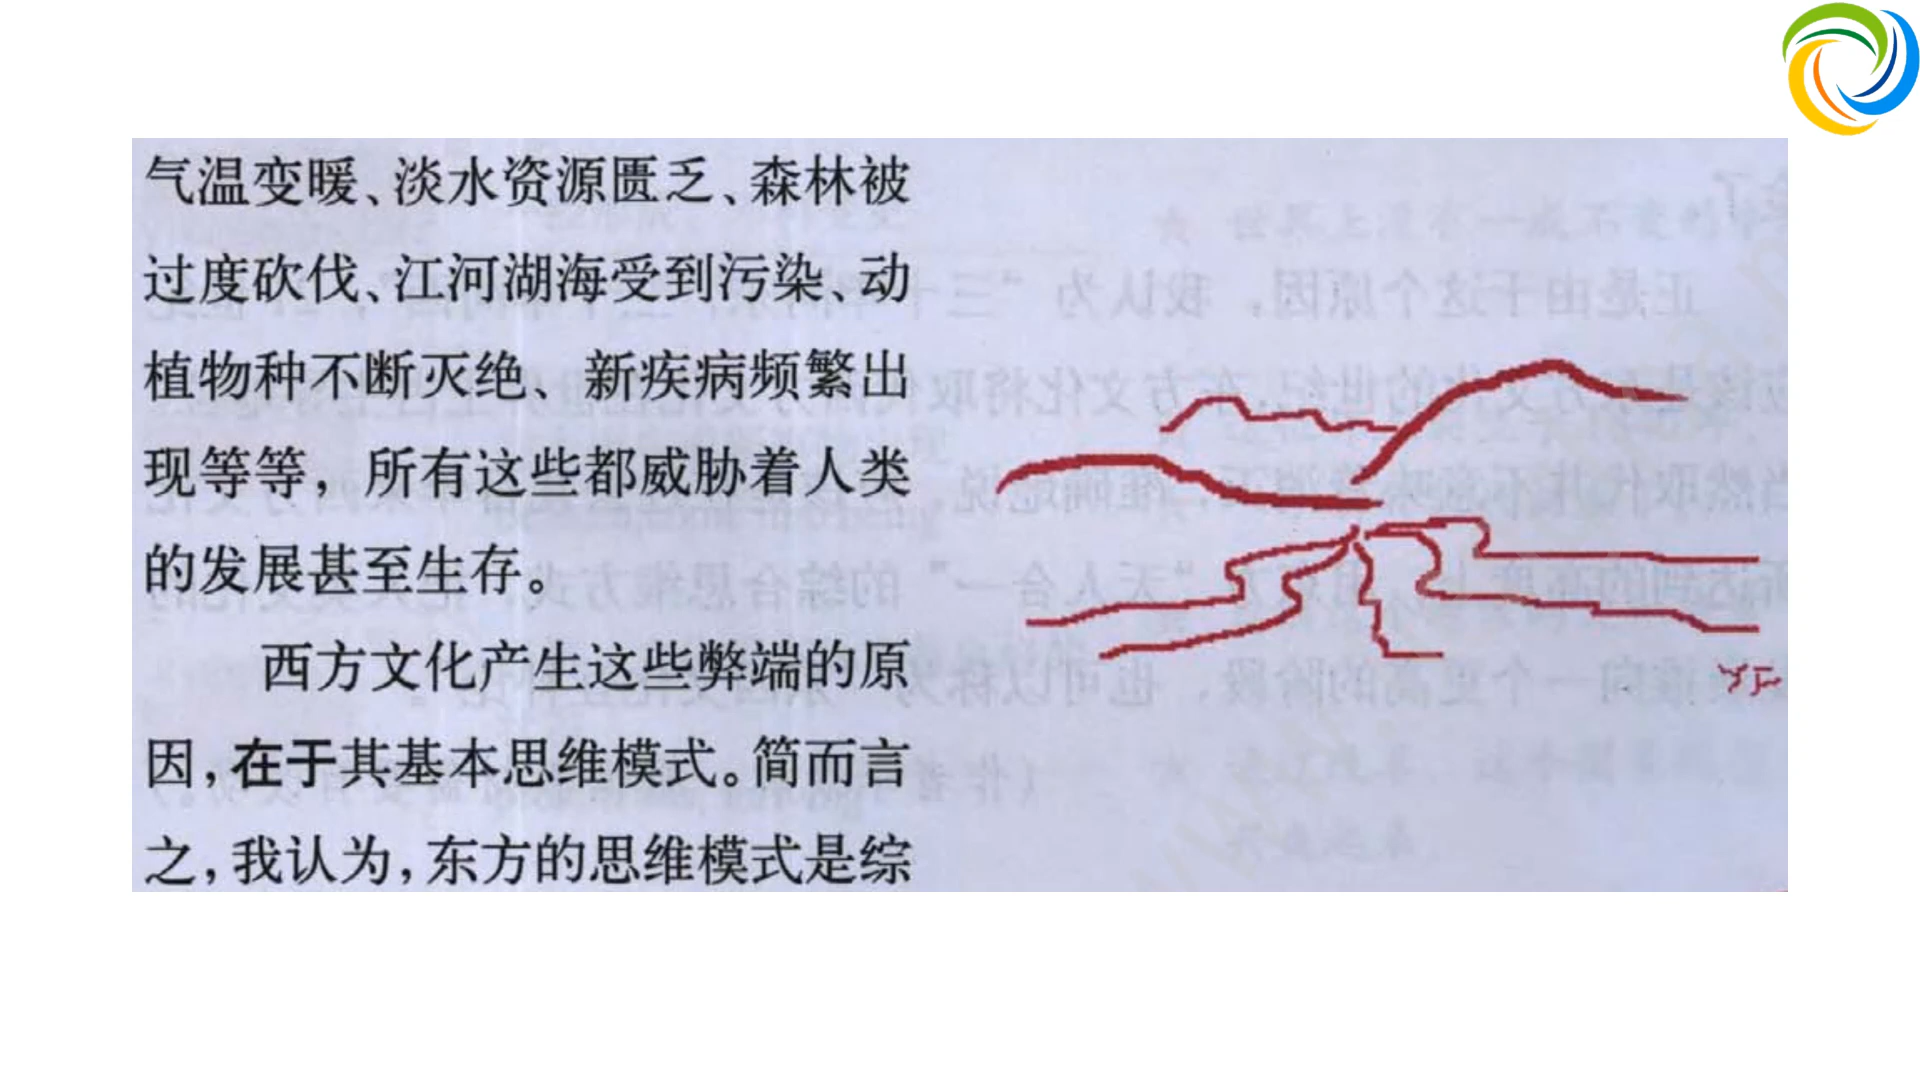 气温变暖、淡水资源匮乏、森林被
过度砍伐、江河湖海受到污染、动
植物种不断灭绝、新疾病频繁出
现等等，所有这些都威胁着人类
的发展甚至生存。
西方文化产生这些弊端的原
因，在于其基本思维模式。简而言
之，我认为，东方的思维模式是综